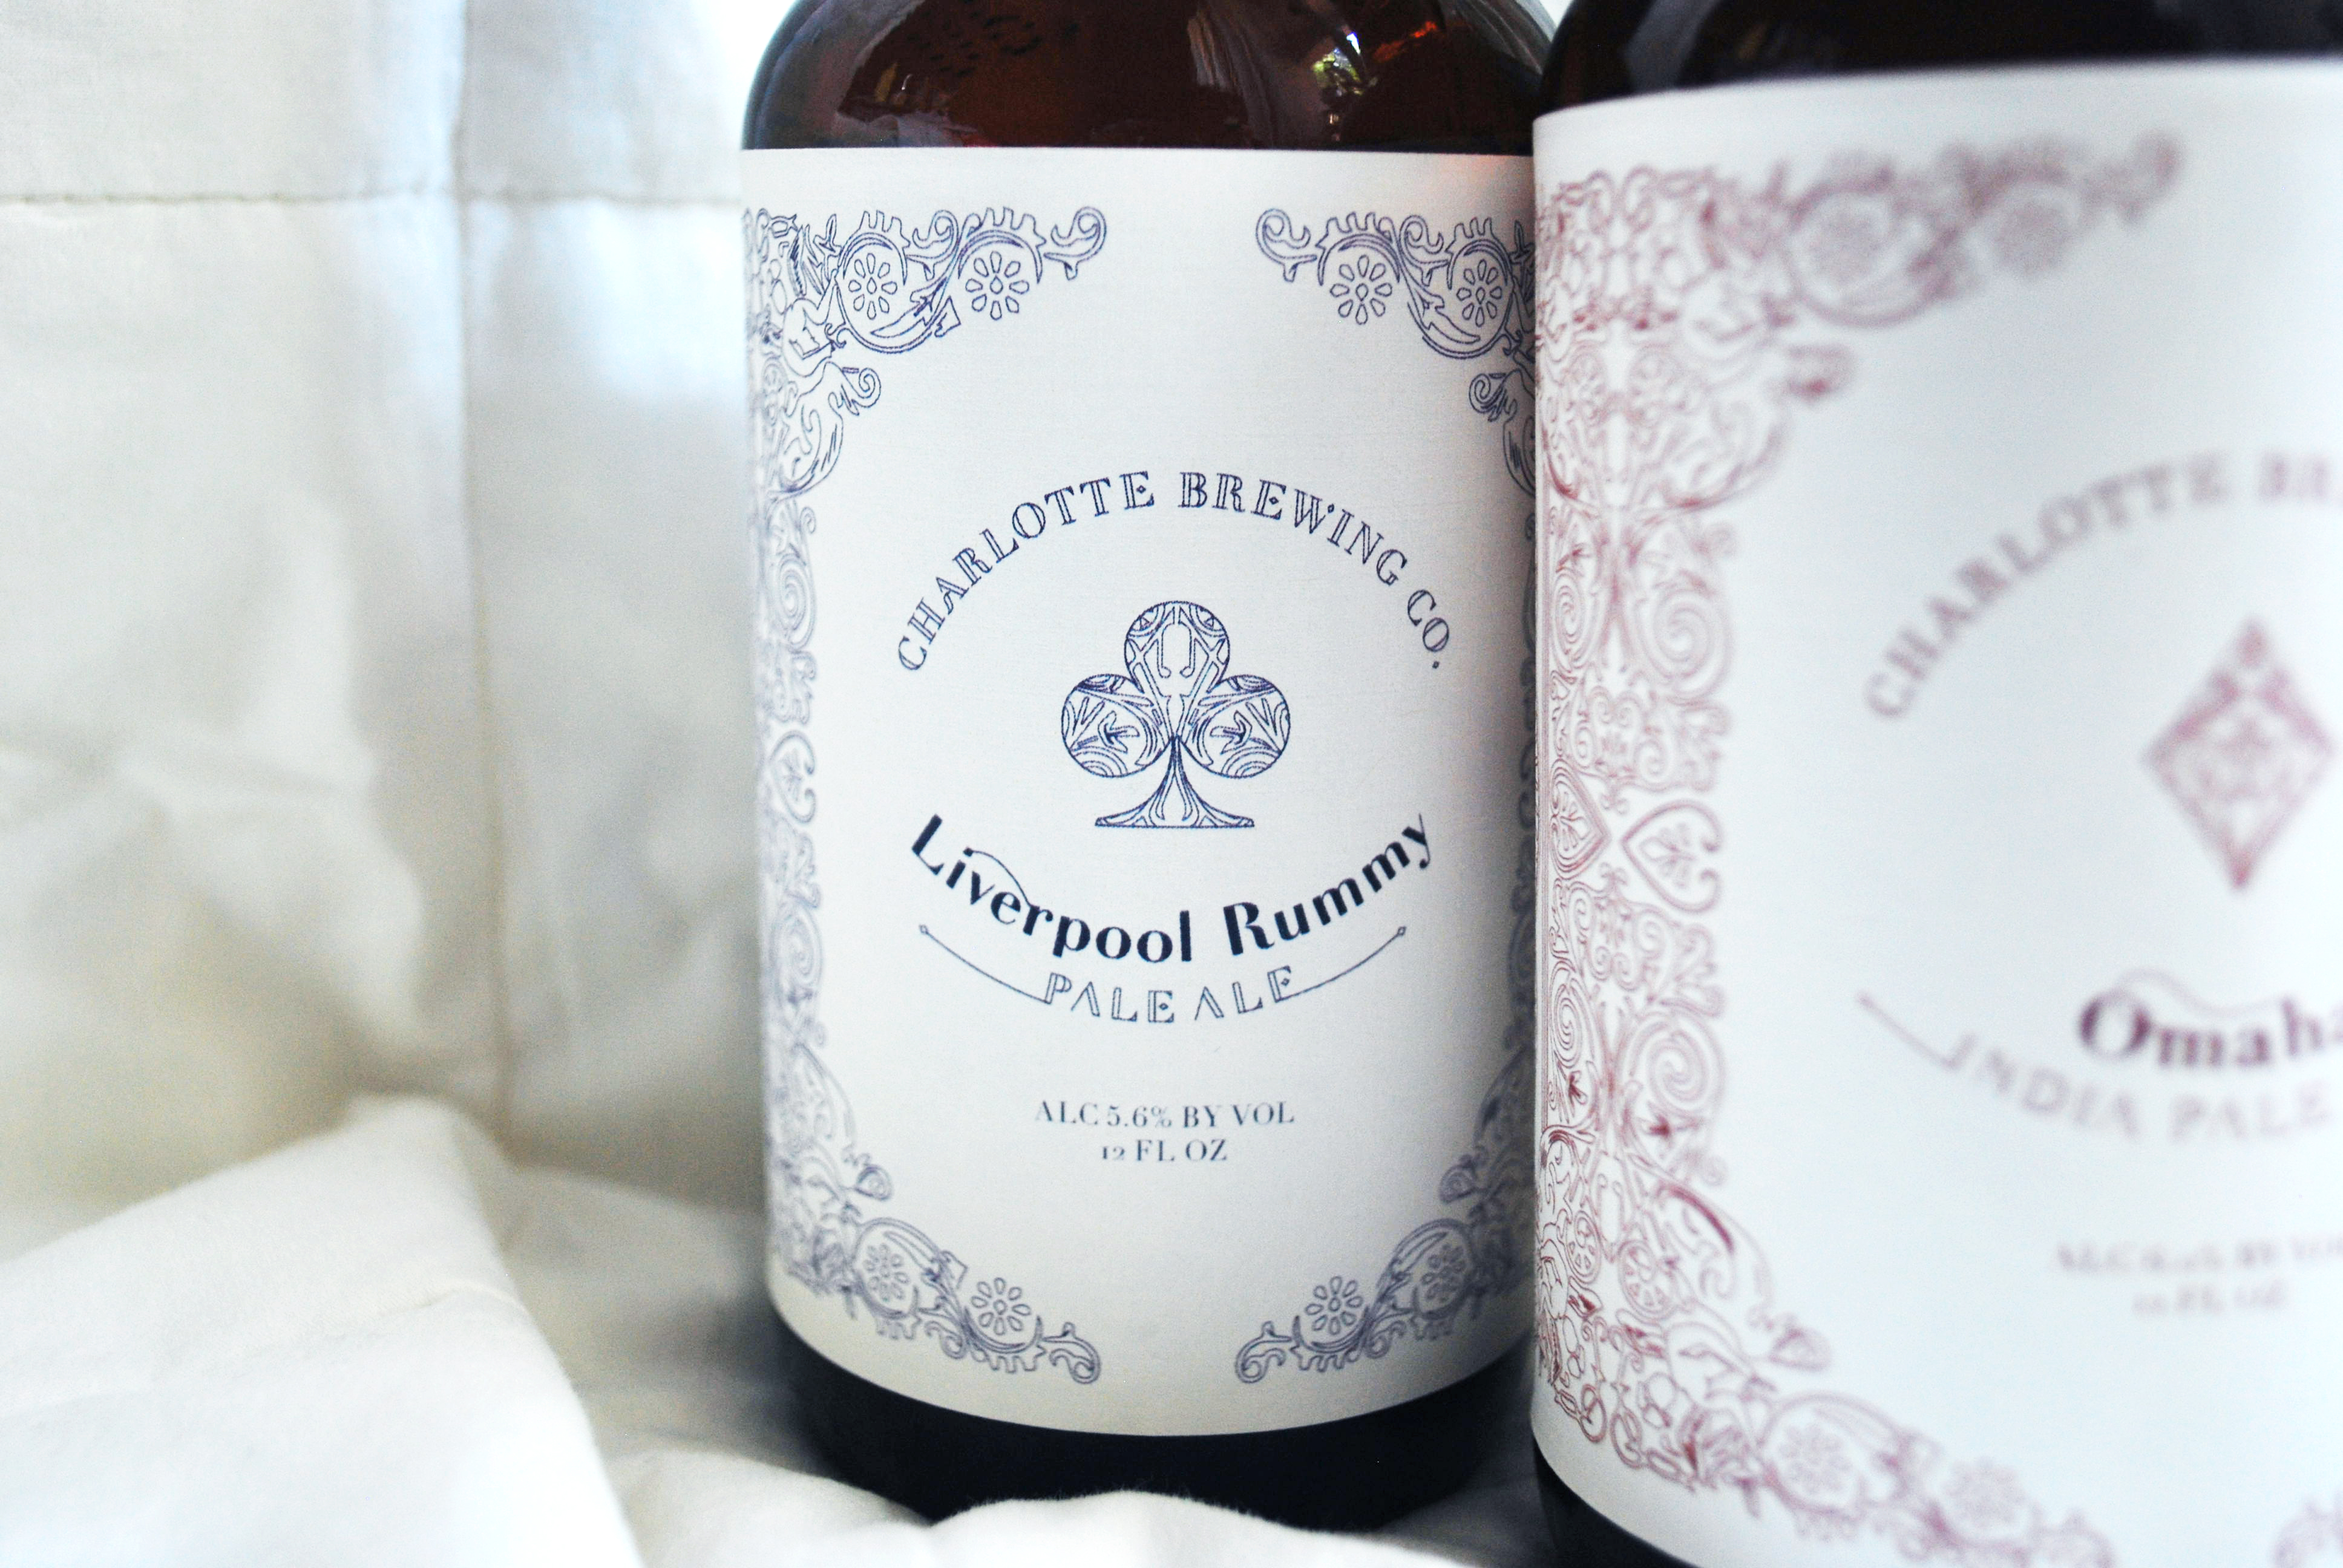 CHARLOTTE BREWING CO.
Liverpool Rummy
PALE ALE
ALC 5.6% BY VOL
12 FL OZ
CHARLOTTE
Omaha
INDIA PALE